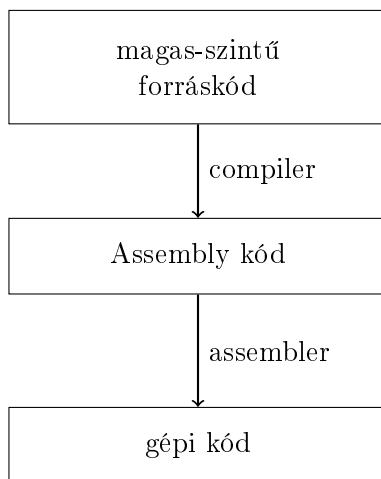 magas-szintű
forráskód
compiler
Assembly kód
assembler
gépi kód